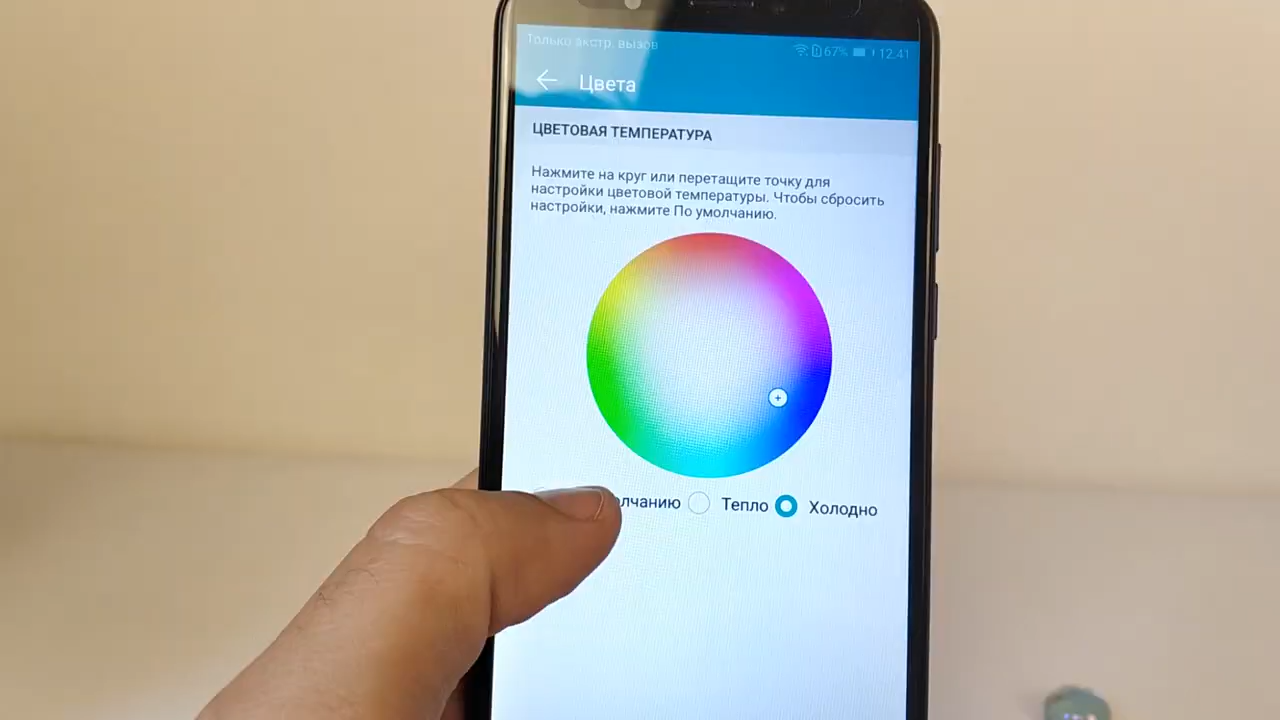 Только экстр. вызов 67% 12:41
Цвета
ЦВЕТОВАЯ ТЕМПЕРАТУРА
Нажмите на круг или перетащите точку для
настройки цветовой температуры. Чтобы сбросить
настройки, нажмите По умолчанию.
олчанию Тепло Холодно